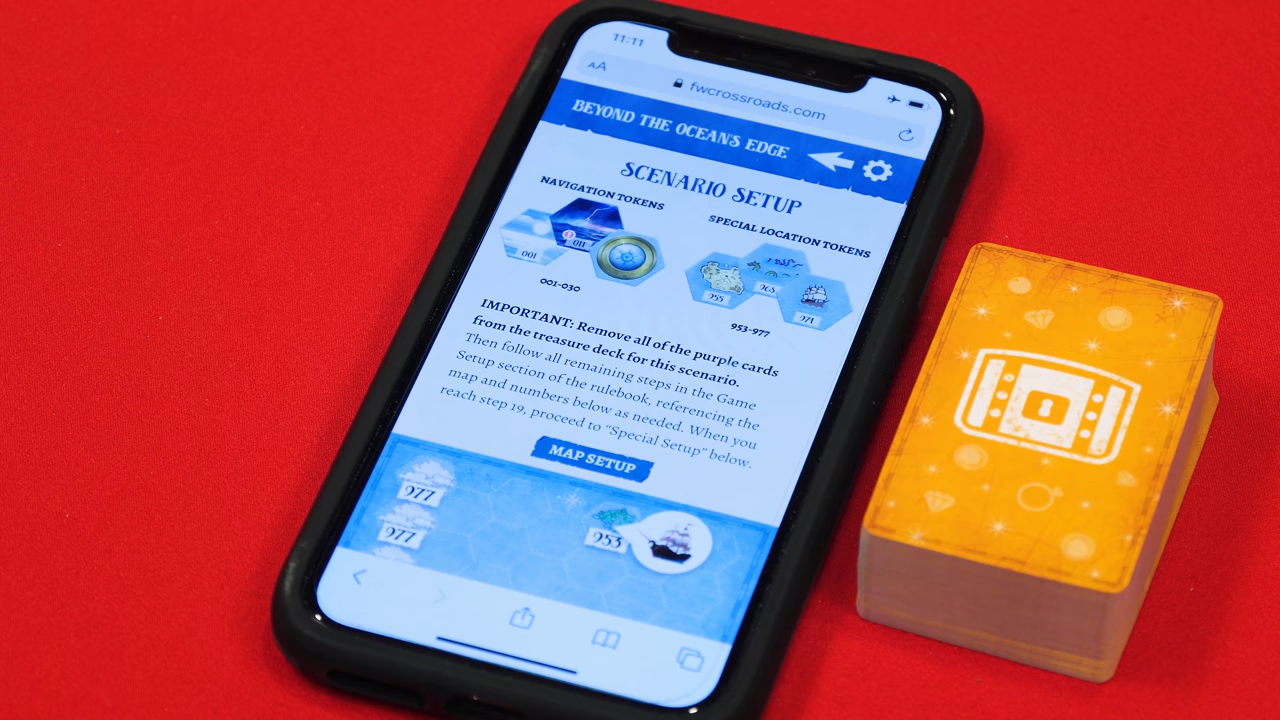 11:11
AA
fwcrossroads.com
BEYOND THE OCEAN'S EDGE
SCENARIO SETUP
NAVIGATION TOKENS
001
011
001-030
SPECIAL LOCATION TOKENS
955
968
971
953-977
IMPORTANT: Remove all of the purple cards
from the treasure deck for this scenario.
Then follow all remaining steps in the Game
Setup section of the rulebook, referencing the
map and numbers below as needed. When you
reach step 19, proceed to "Special Setup" below.
MAP SETUP
977
977
953